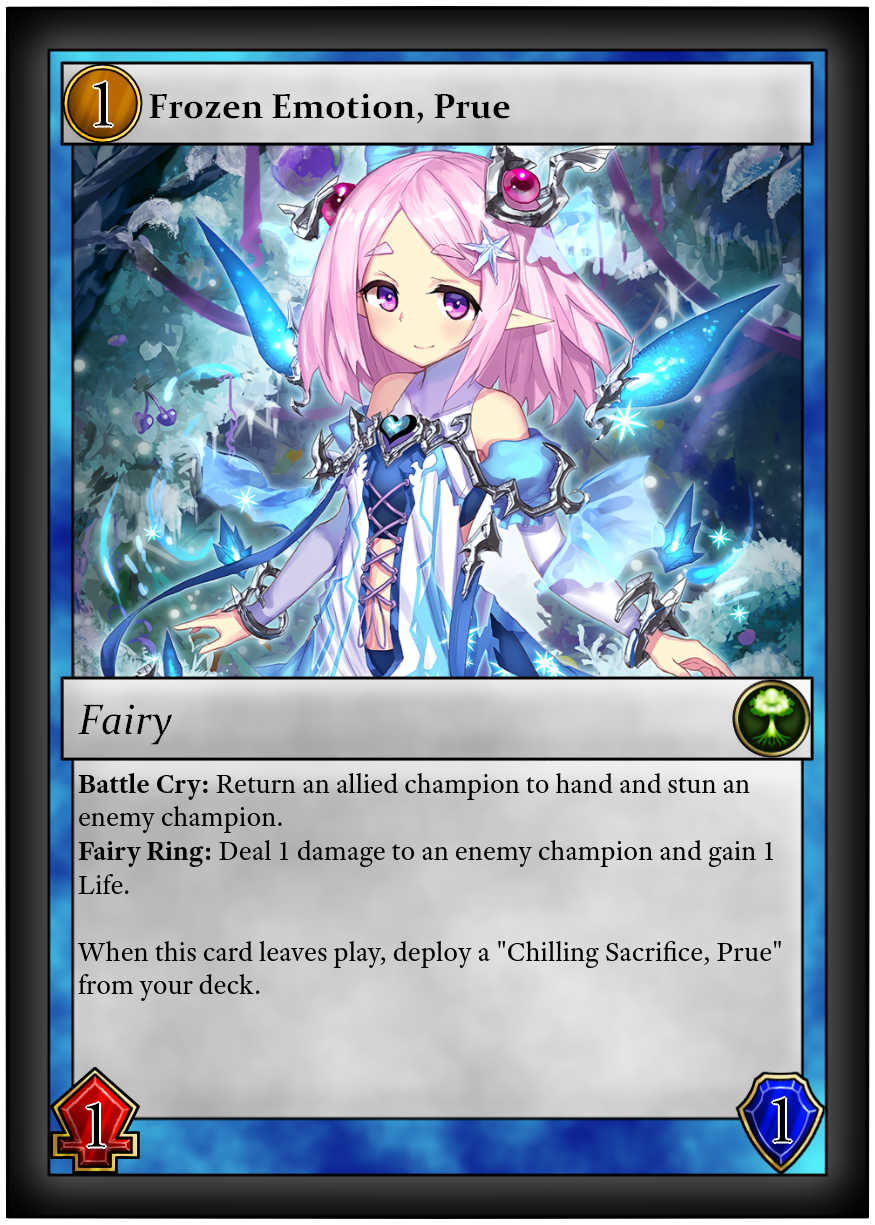 1 Frozen Emotion, Prue
Fairy
Battle Cry: Return an allied champion to hand and stun an
enemy champion.
Fairy Ring: Deal 1 damage to an enemy champion and gain 1
Life.
When this card leaves play, deploy a "Chilling Sacrifice, Prue"
from your deck.
1 1